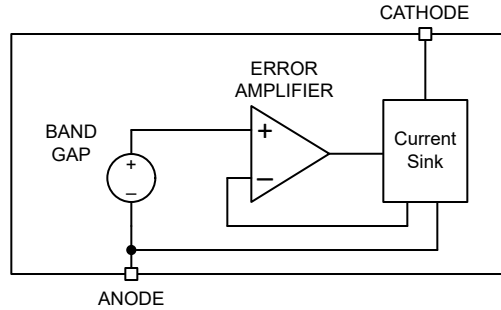 CATHODE
ERROR
AMPLIFIER
BAND
GAP
+
+
Current
Sink
−
−
ANODE